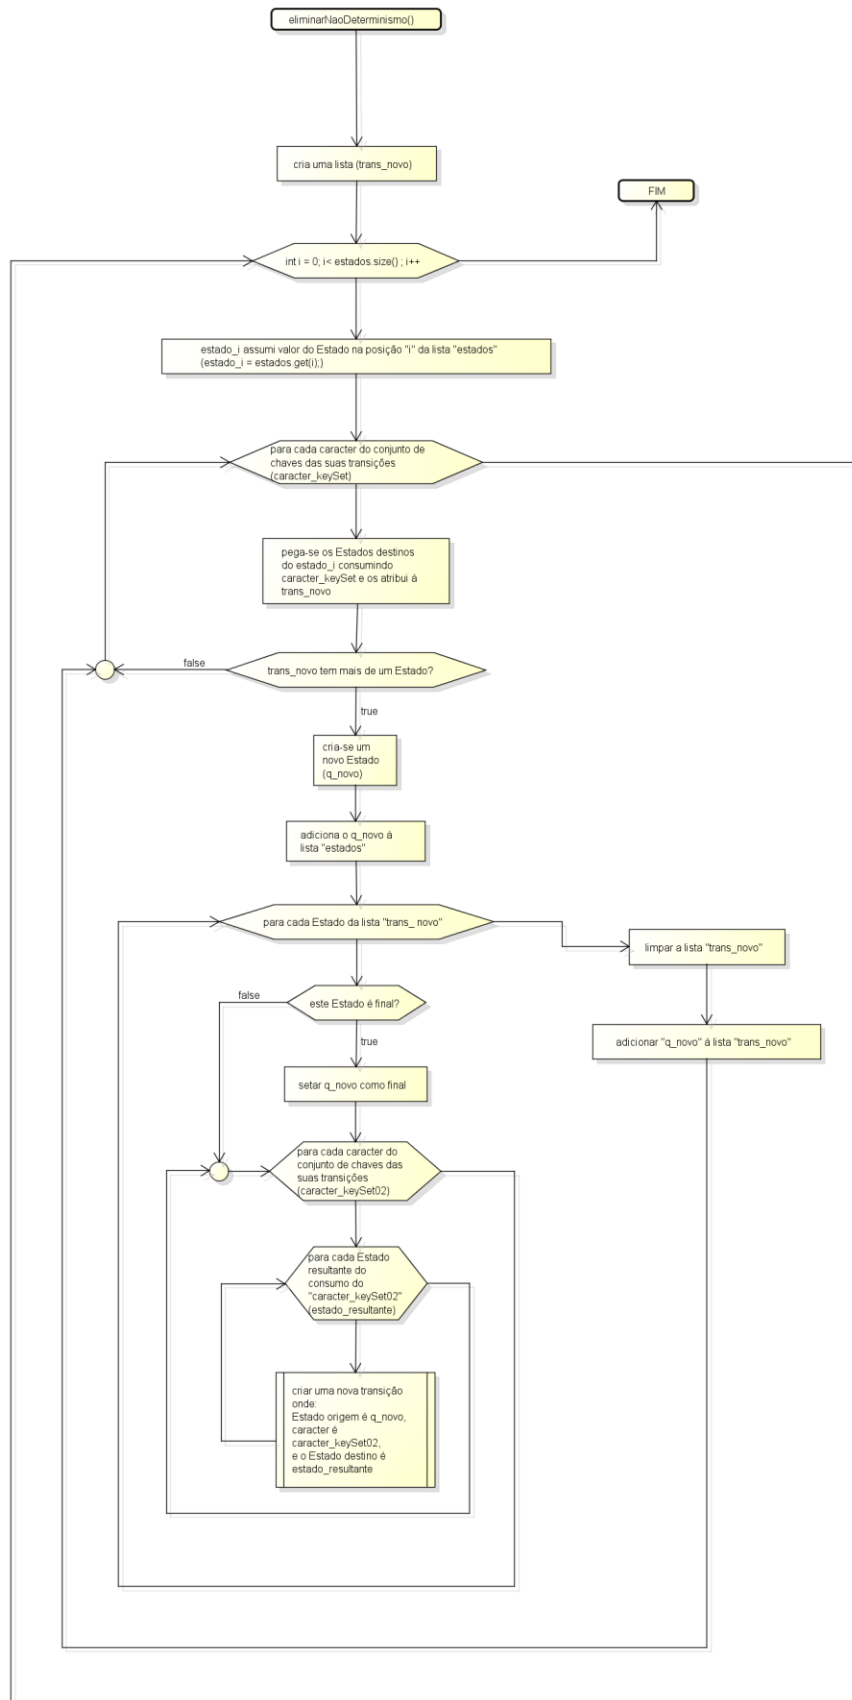 eliminarNaoDeterminismo()
cria uma lista (trans_novo)
FIM
int i = 0; i< estados.size() ; i++
estado_i assumi valor do Estado na posição "i" da lista "estados"
(estado_i = estados.get(i);)
para cada caracter do conjunto de
chaves das suas transições
(caracter_keySet)
pega-se os Estados destinos
do estado_i consumindo
caracter_keySet e os atribui á
trans_novo
false
trans_novo tem mais de um Estado?
true
cria-se um
novo Estado
(q_novo)
adiciona o q_novo á
lista "estados"
para cada Estado da lista "trans_ novo"
limpar a lista "trans_novo"
false
este Estado é final?
adicionar "q_novo" á lista "trans_novo"
true
setar q_novo como final
para cada caracter do
conjunto de chaves das
suas transições
(caracter_keySet02)
para cada Estado
resultante do
consumo do
"caracter_keySet02"
(estado_resultante)
criar uma nova transição
onde:
Estado origem é q_novo,
caracter é
caracter_keySet02,
e o Estado destino é
estado_resultante